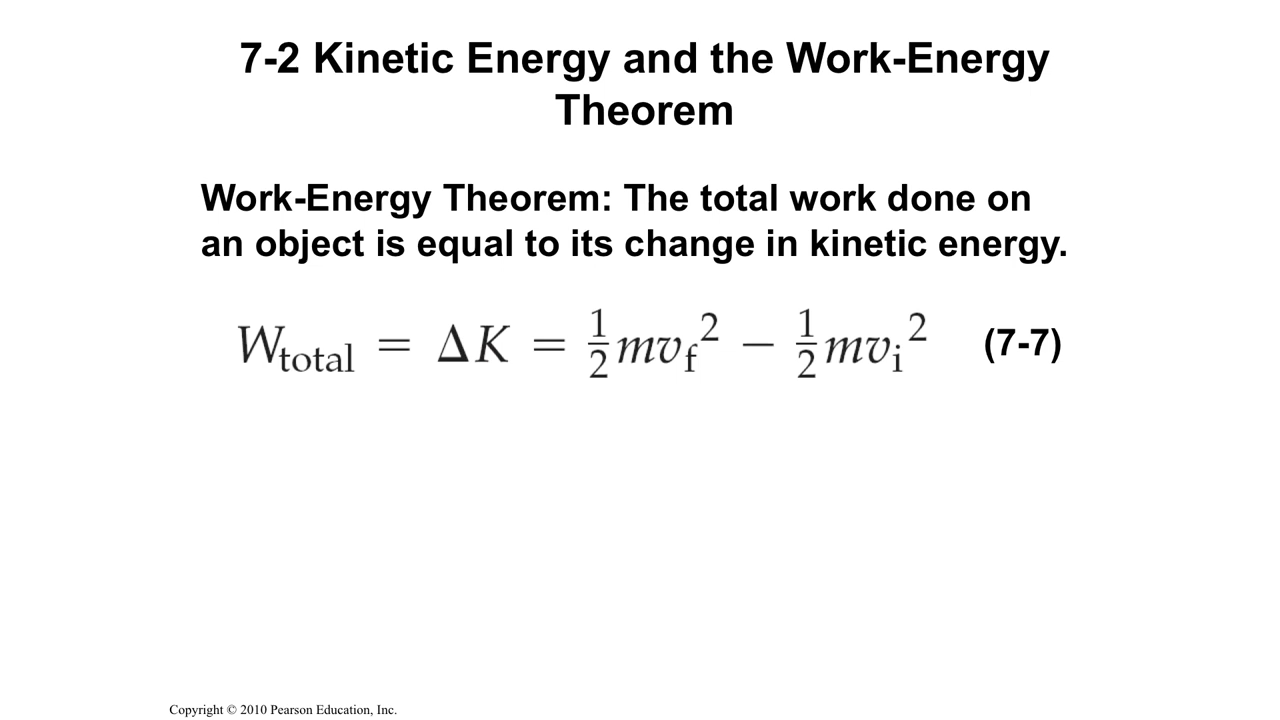 7-2 Kinetic Energy and the Work-Energy
Theorem
Work-Energy Theorem: The total work done on
an object is equal to its change in kinetic energy.
W_total = ΔK = ½mv_f² − ½mv_i² (7-7)
Copyright © 2010 Pearson Education, Inc.